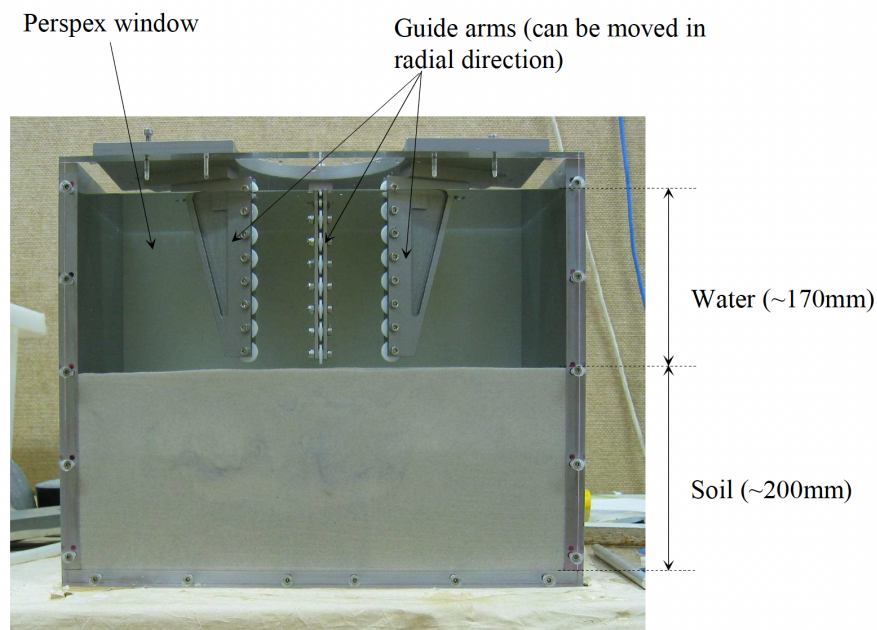 Perspex window
Guide arms (can be moved in
radial direction)
Water (~170mm)
Soil (~200mm)